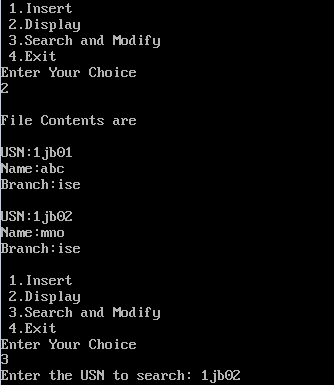 1.Insert
2.Display
3.Search and Modify
4.Exit
Enter Your Choice
2
File Contents are
USN:1jb01
Name:abc
Branch:ise
USN:1jb02
Name:mno
Branch:ise
1.Insert
2.Display
3.Search and Modify
4.Exit
Enter Your Choice
3
Enter the USN to search: 1jb02